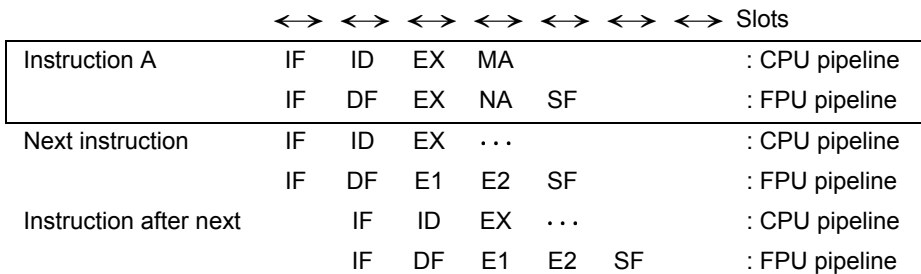 Slots
Instruction A IF ID EX MA : CPU pipeline
IF DF EX NA SF : FPU pipeline
Next instruction IF ID EX ··· : CPU pipeline
IF DF E1 E2 SF : FPU pipeline
Instruction after next IF ID EX ··· : CPU pipeline
IF DF E1 E2 SF : FPU pipeline